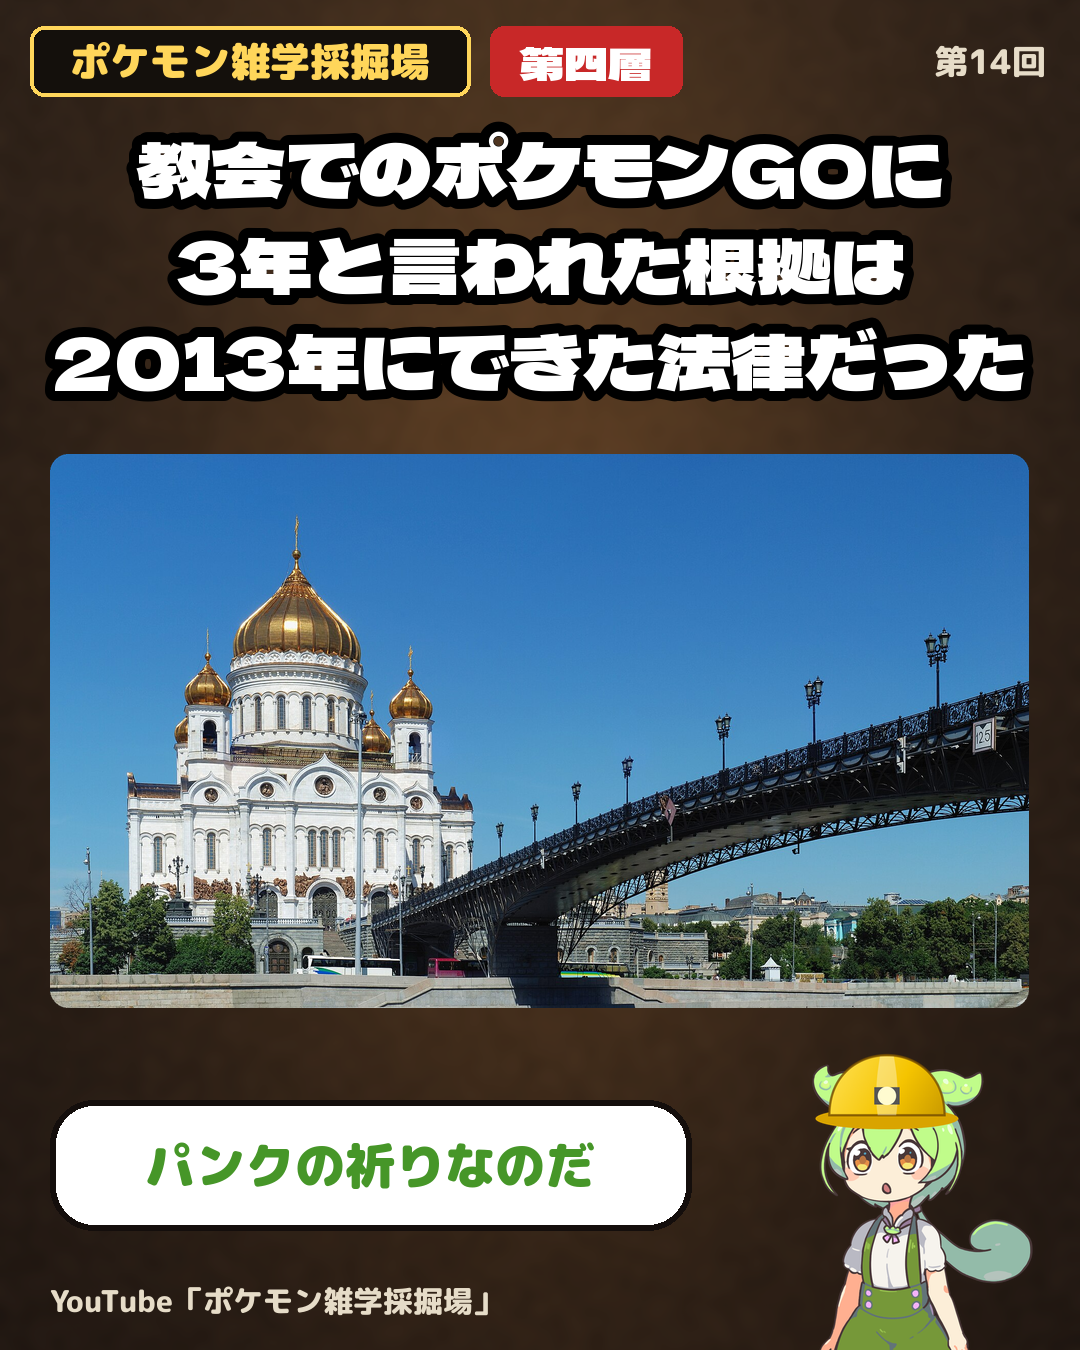 ポケモン雑学採掘場
第四層
第14回
教会でのポケモンGOに
3年と言われた根拠は
2013年にできた法律だった
125
パンクの祈りなのだ
YouTube「ポケモン雑学採掘場」